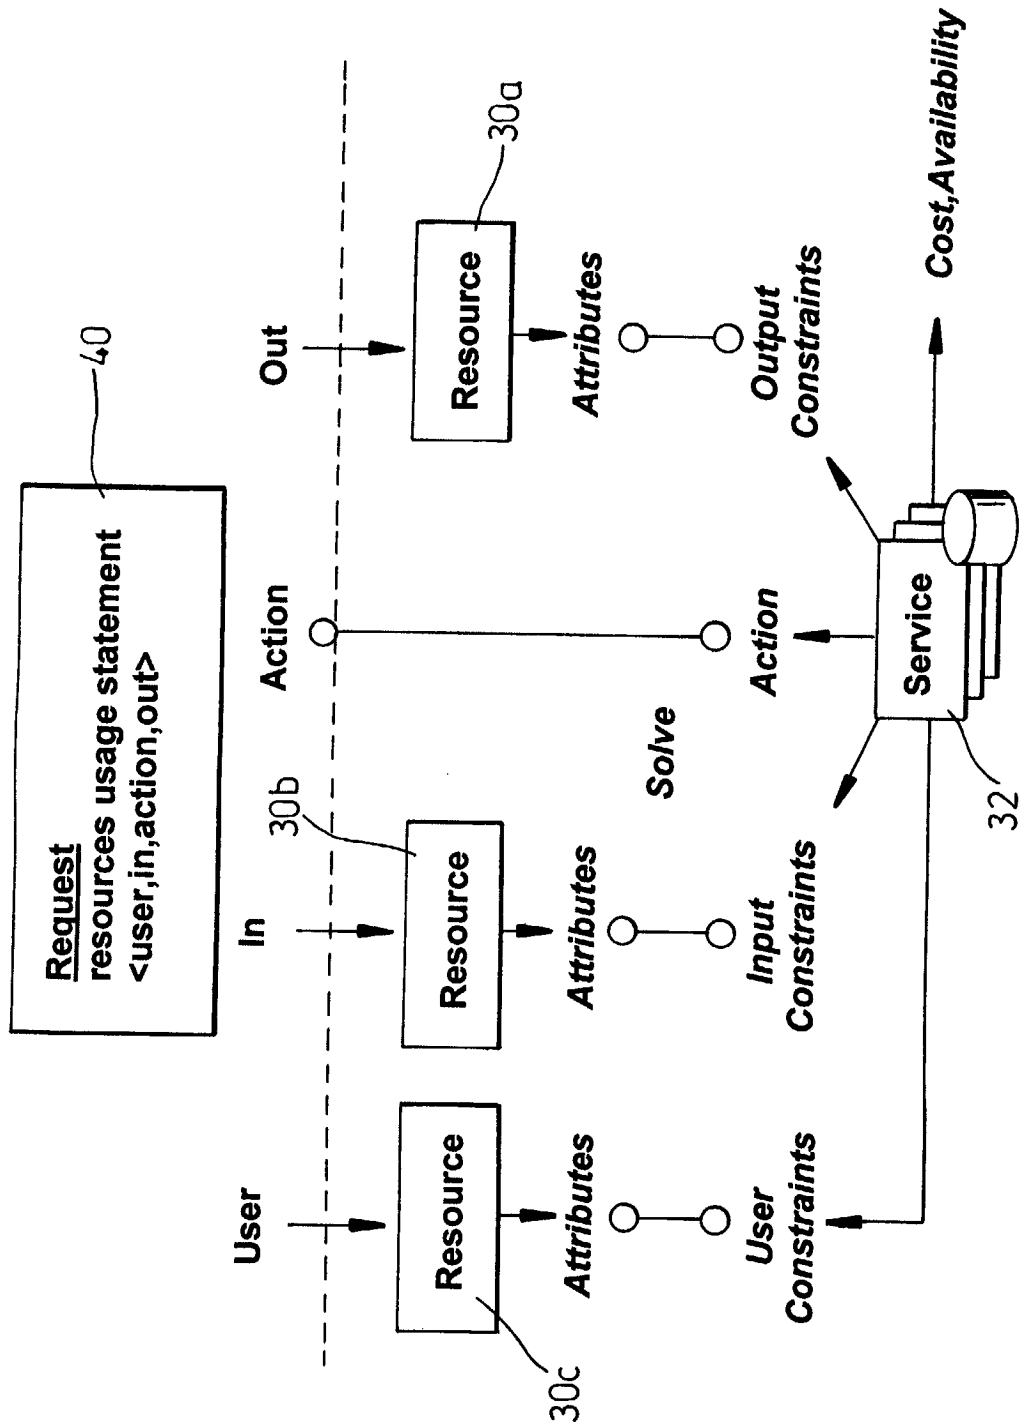 Request
resources usage statement
<user,in,action,out>
40
User
In
Action
Out
30b
Resource
Resource
Resource
30c
30a
Attributes
Attributes
Attributes
Solve
User
Constraints
Input
Constraints
Action
Output
Constraints
Service
32'
Cost,Availability